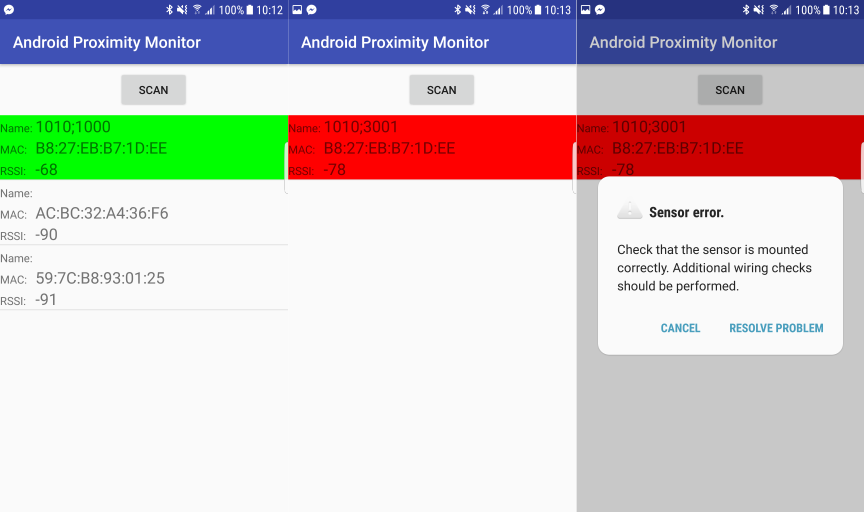 100% 10:12
Android Proximity Monitor
SCAN
Name: 1010;1000
MAC: B8:27:EB:B7:1D:EE
RSSI: -68
Name:
MAC: AC:BC:32:A4:36:F6
RSSI: -90
Name:
MAC: 59:7C:B8:93:01:25
RSSI: -91
100% 10:13
Android Proximity Monitor
SCAN
Name: 1010;3001
MAC: B8:27:EB:B7:1D:EE
RSSI: -78
100% 10:13
Android Proximity Monitor
SCAN
Name: 1010;3001
MAC: B8:27:EB:B7:1D:EE
RSSI: -78
Sensor error.
Check that the sensor is mounted
correctly. Additional wiring checks
should be performed.
CANCEL RESOLVE PROBLEM